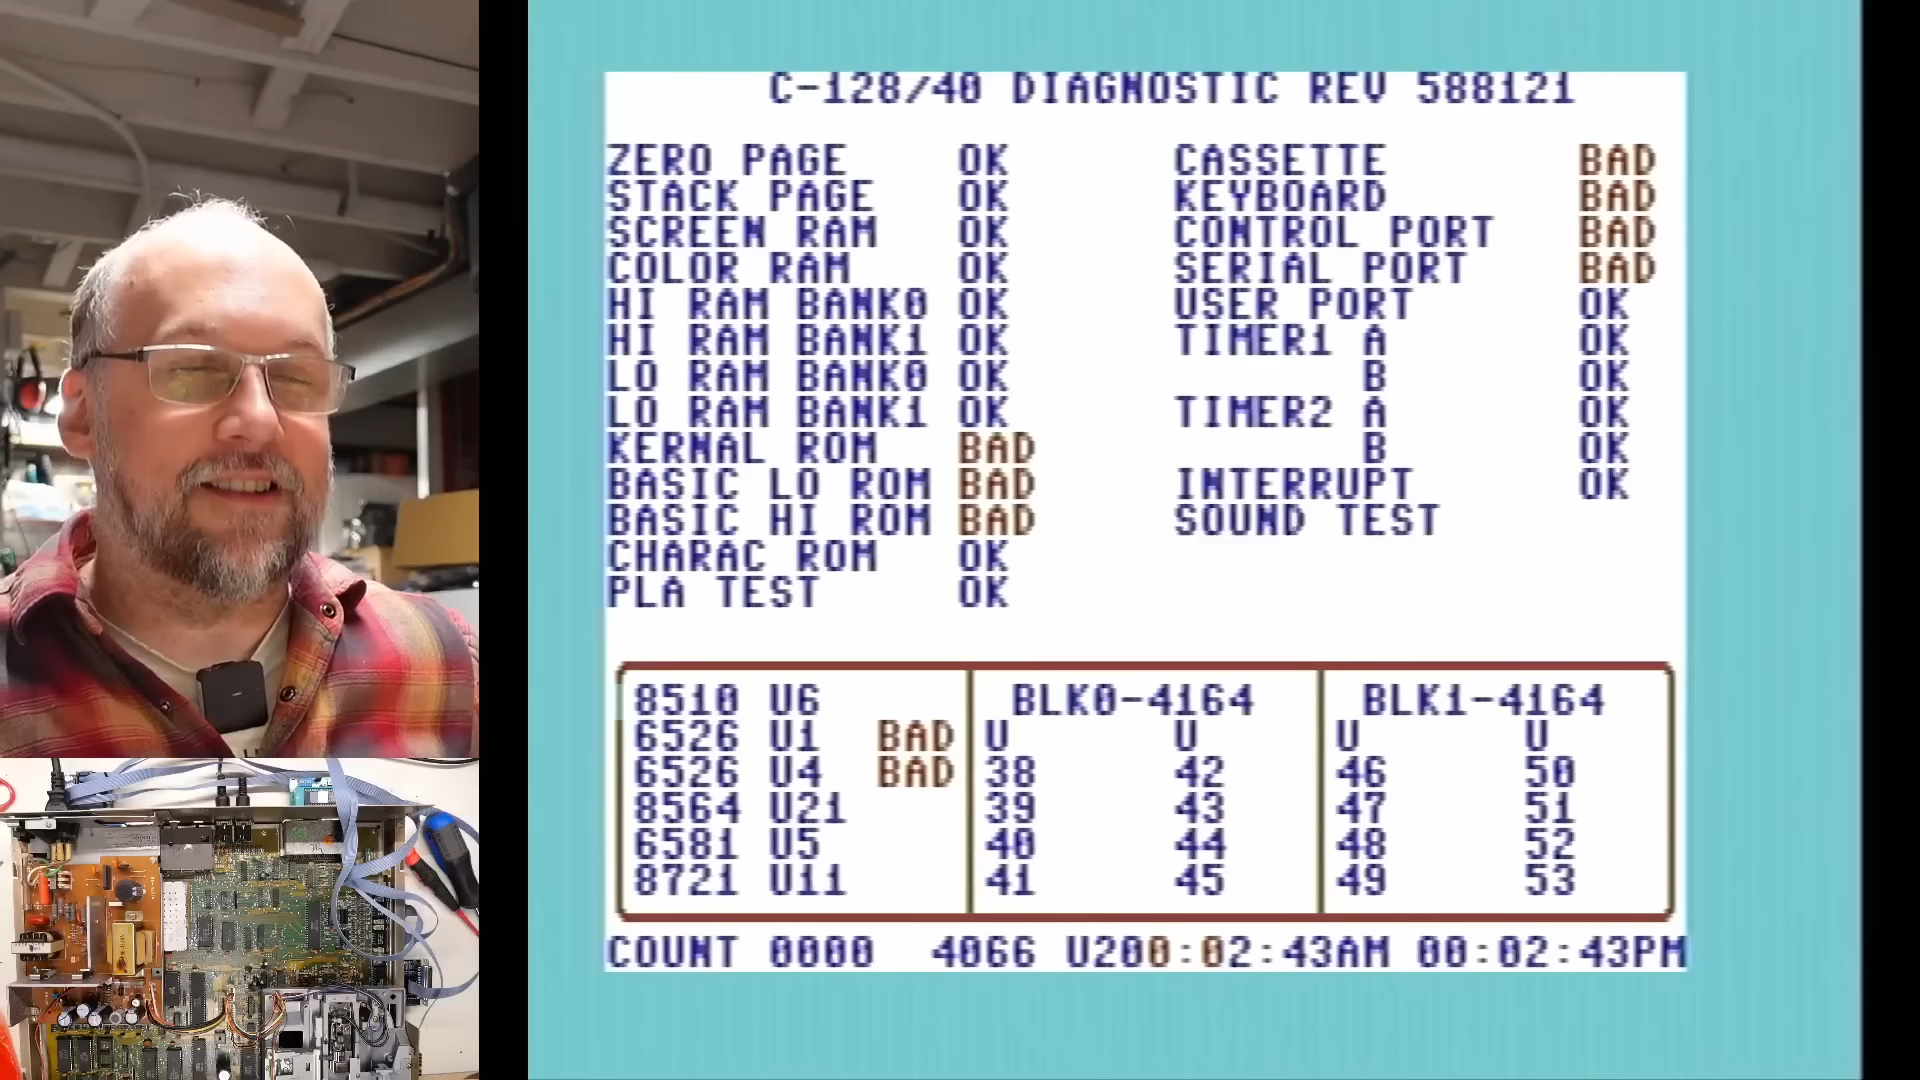 C-128/40 DIAGNOSTIC REV 588121
ZERO PAGE OK CASSETTE BAD
STACK PAGE OK KEYBOARD BAD
SCREEN RAM OK CONTROL PORT BAD
COLOR RAM OK SERIAL PORT BAD
HI RAM BANK0 OK USER PORT OK
HI RAM BANK1 OK TIMER1 A OK
LO RAM BANK0 OK B OK
LO RAM BANK1 OK TIMER2 A OK
KERNAL ROM BAD B OK
BASIC LO ROM BAD INTERRUPT OK
BASIC HI ROM BAD SOUND TEST
CHARAC ROM OK
PLA TEST OK
8510 U6 BLK0-4164 BLK1-4164
6526 U1 BAD U U U U
6526 U4 BAD 38 42 46 50
8564 U21 39 43 47 51
6581 U5 40 44 48 52
8721 U11 41 45 49 53
COUNT 0000 4066 U200:02:43AM 00:02:43PM